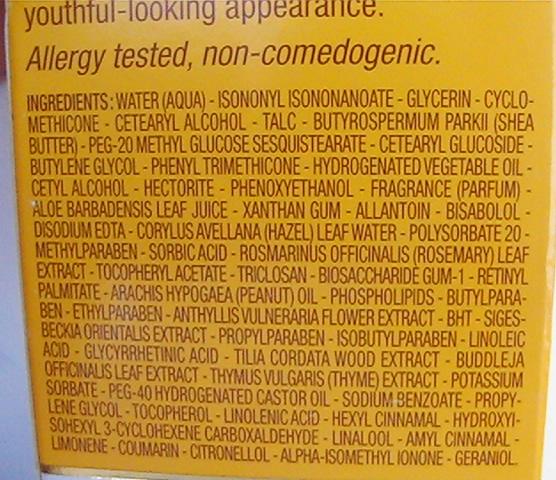 youthful-looking appearance.
Allergy tested, non-comedogenic.
INGREDIENTS: WATER (AQUA) - ISONONYL ISONONANOATE - GLYCERIN - CYCLO-
METHICONE - CETEARYL ALCOHOL - TALC - BUTYROSPERMUM PARKII (SHEA
BUTTER) - PEG-20 METHYL GLUCOSE SESQUISTEARATE - CETEARYL GLUCOSIDE -
BUTYLENE GLYCOL - PHENYL TRIMETHICONE - HYDROGENATED VEGETABLE OIL -
CETYL ALCOHOL - HECTORITE - PHENOXYETHANOL - FRAGRANCE (PARFUM) -
ALOE BARBADENSIS LEAF JUICE - XANTHAN GUM - ALLANTOIN - BISABOLOL -
DISODIUM EDTA - CORYLUS AVELLANA (HAZEL) LEAF WATER - POLYSORBATE 20 -
METHYLPARABEN - SORBIC ACID - ROSMARINUS OFFICINALIS (ROSEMARY) LEAF
EXTRACT - TOCOPHERYL ACETATE - TRICLOSAN - BIOSACCHARIDE GUM-1 - RETINYL
PALMITATE - ARACHIS HYPOGAEA (PEANUT) OIL - PHOSPHOLIPIDS - BUTYLPARA-
BEN - ETHYLPARABEN - ANTHYLLIS VULNERARIA FLOWER EXTRACT - BHT - SIGES-
BECKIA ORIENTALIS EXTRACT - PROPYLPARABEN - ISOBUTYLPARABEN - LINOLEIC
ACID - GLYCYRRHETINIC ACID - TILIA CORDATA WOOD EXTRACT - BUDDLEJA
OFFICINALIS LEAF EXTRACT - THYMUS VULGARIS (THYME) EXTRACT - POTASSIUM
SORBATE - PEG-40 HYDROGENATED CASTOR OIL - SODIUM BENZOATE - PROPY-
LENE GLYCOL - TOCOPHEROL - LINOLENIC ACID - HEXYL CINNAMAL - HYDROXYI-
SOHEXYL 3-CYCLOHEXENE CARBOXALDEHYDE - LINALOOL - AMYL CINNAMAL -
LIMONENE - COUMARIN - CITRONELLOL - ALPHA-ISOMETHYL IONONE - GERANIOL.